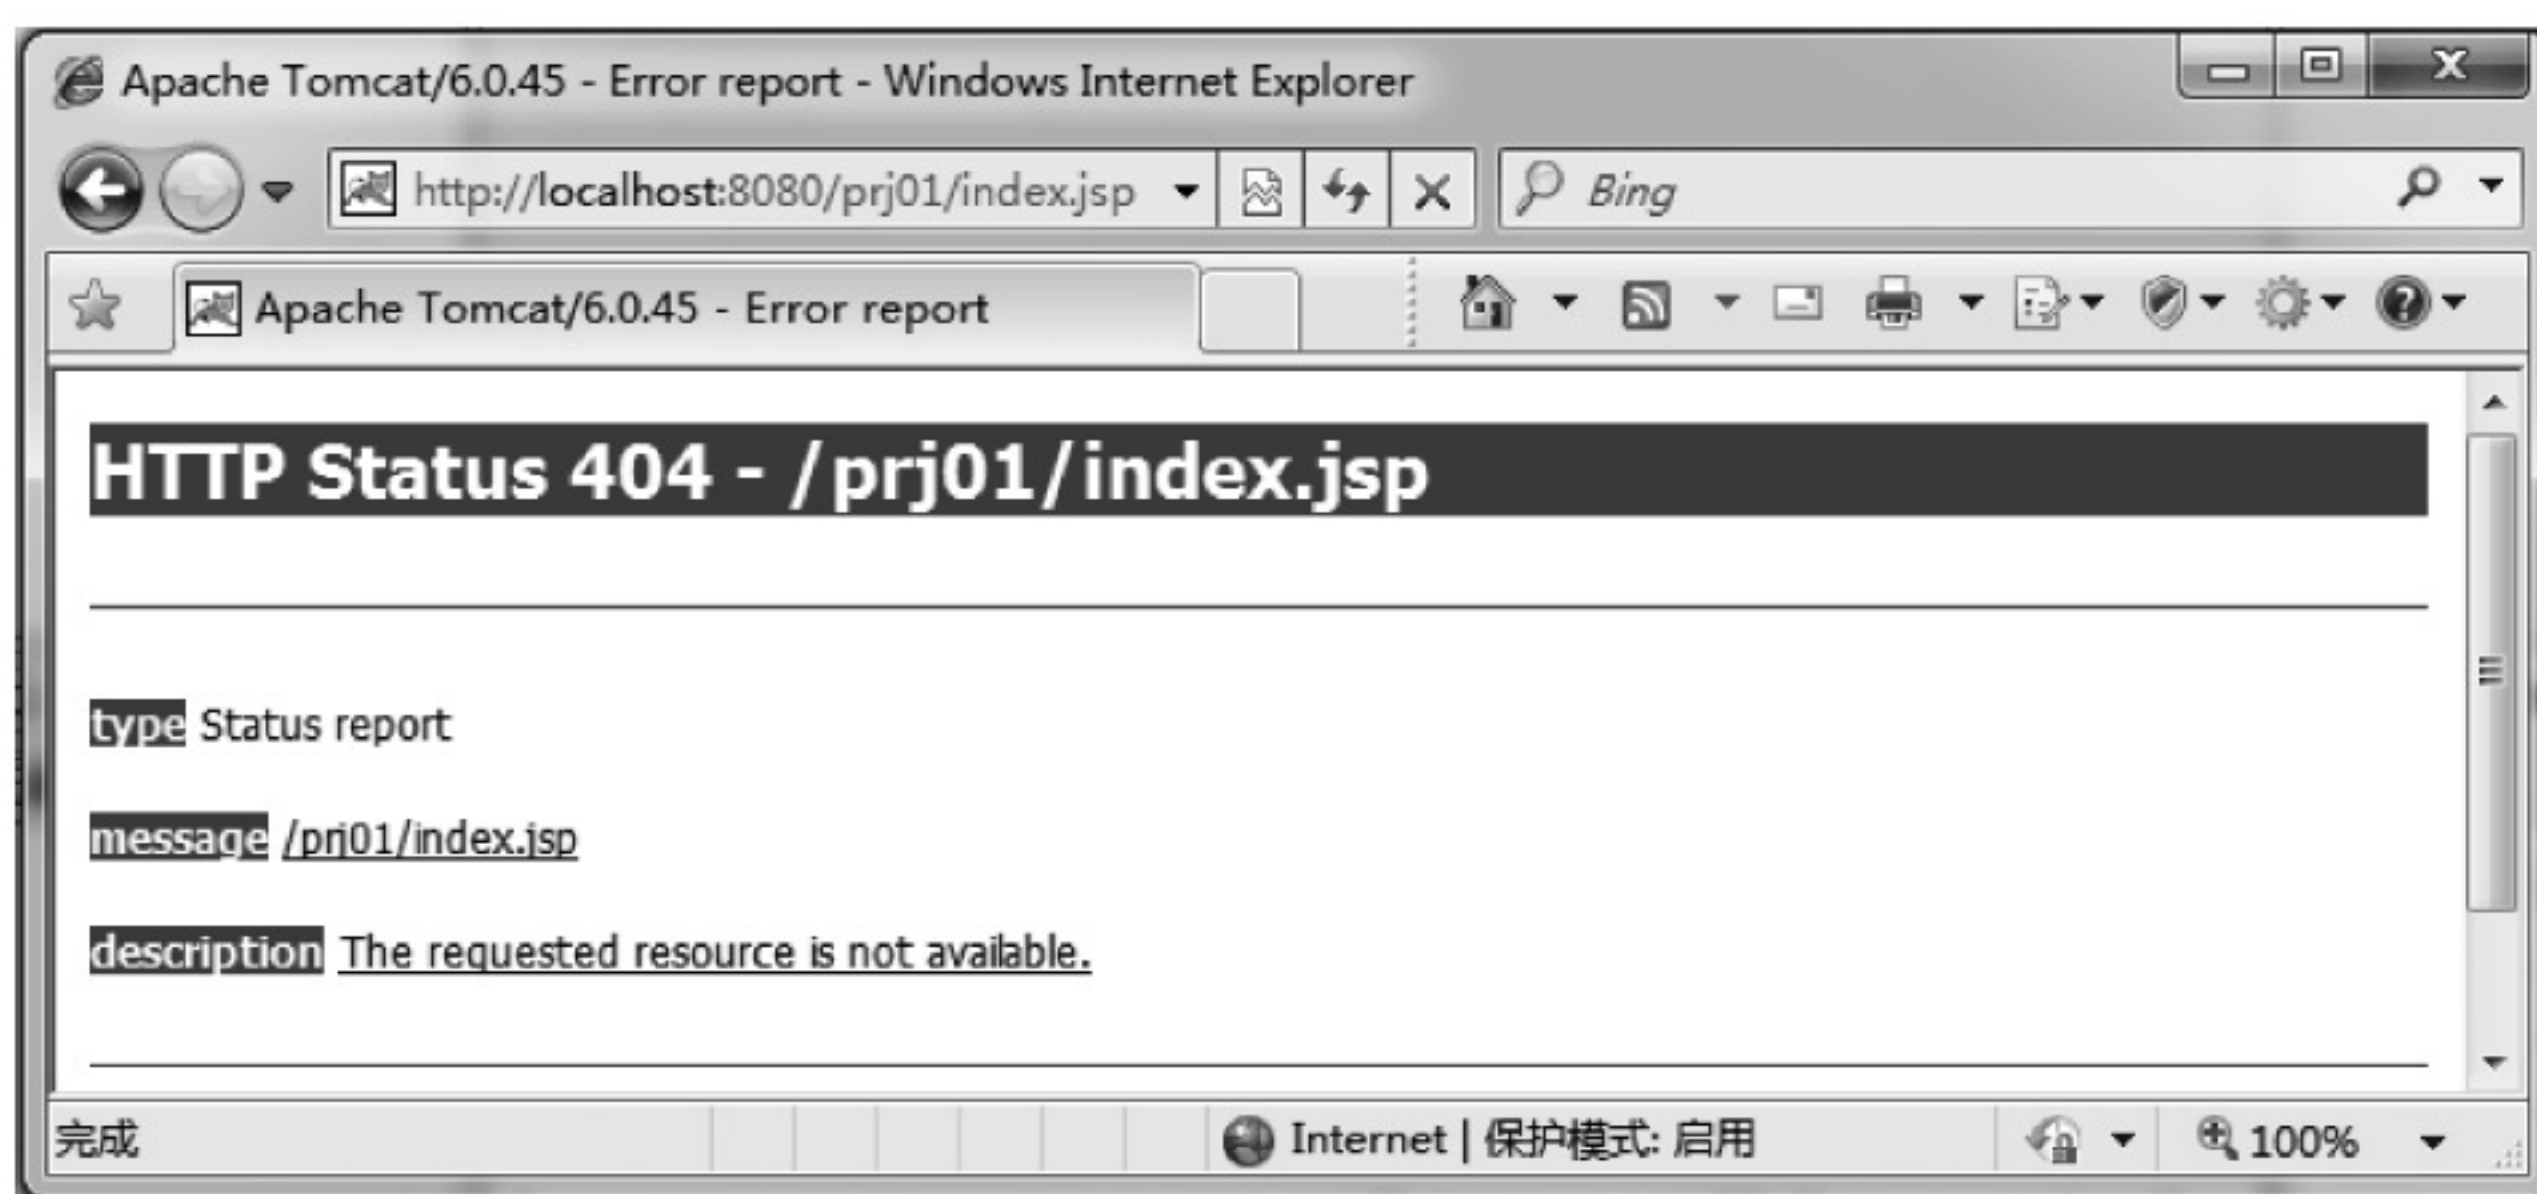 Apache Tomcat/6.0.45 - Error report - Windows Internet Explorer
http://localhost:8080/prj01/index.jsp
Bing
Apache Tomcat/6.0.45 - Error report
HTTP Status 404 - /prj01/index.jsp
type Status report
message /prj01/index.jsp
description The requested resource is not available.
完成 Internet | 保护模式: 启用 100%